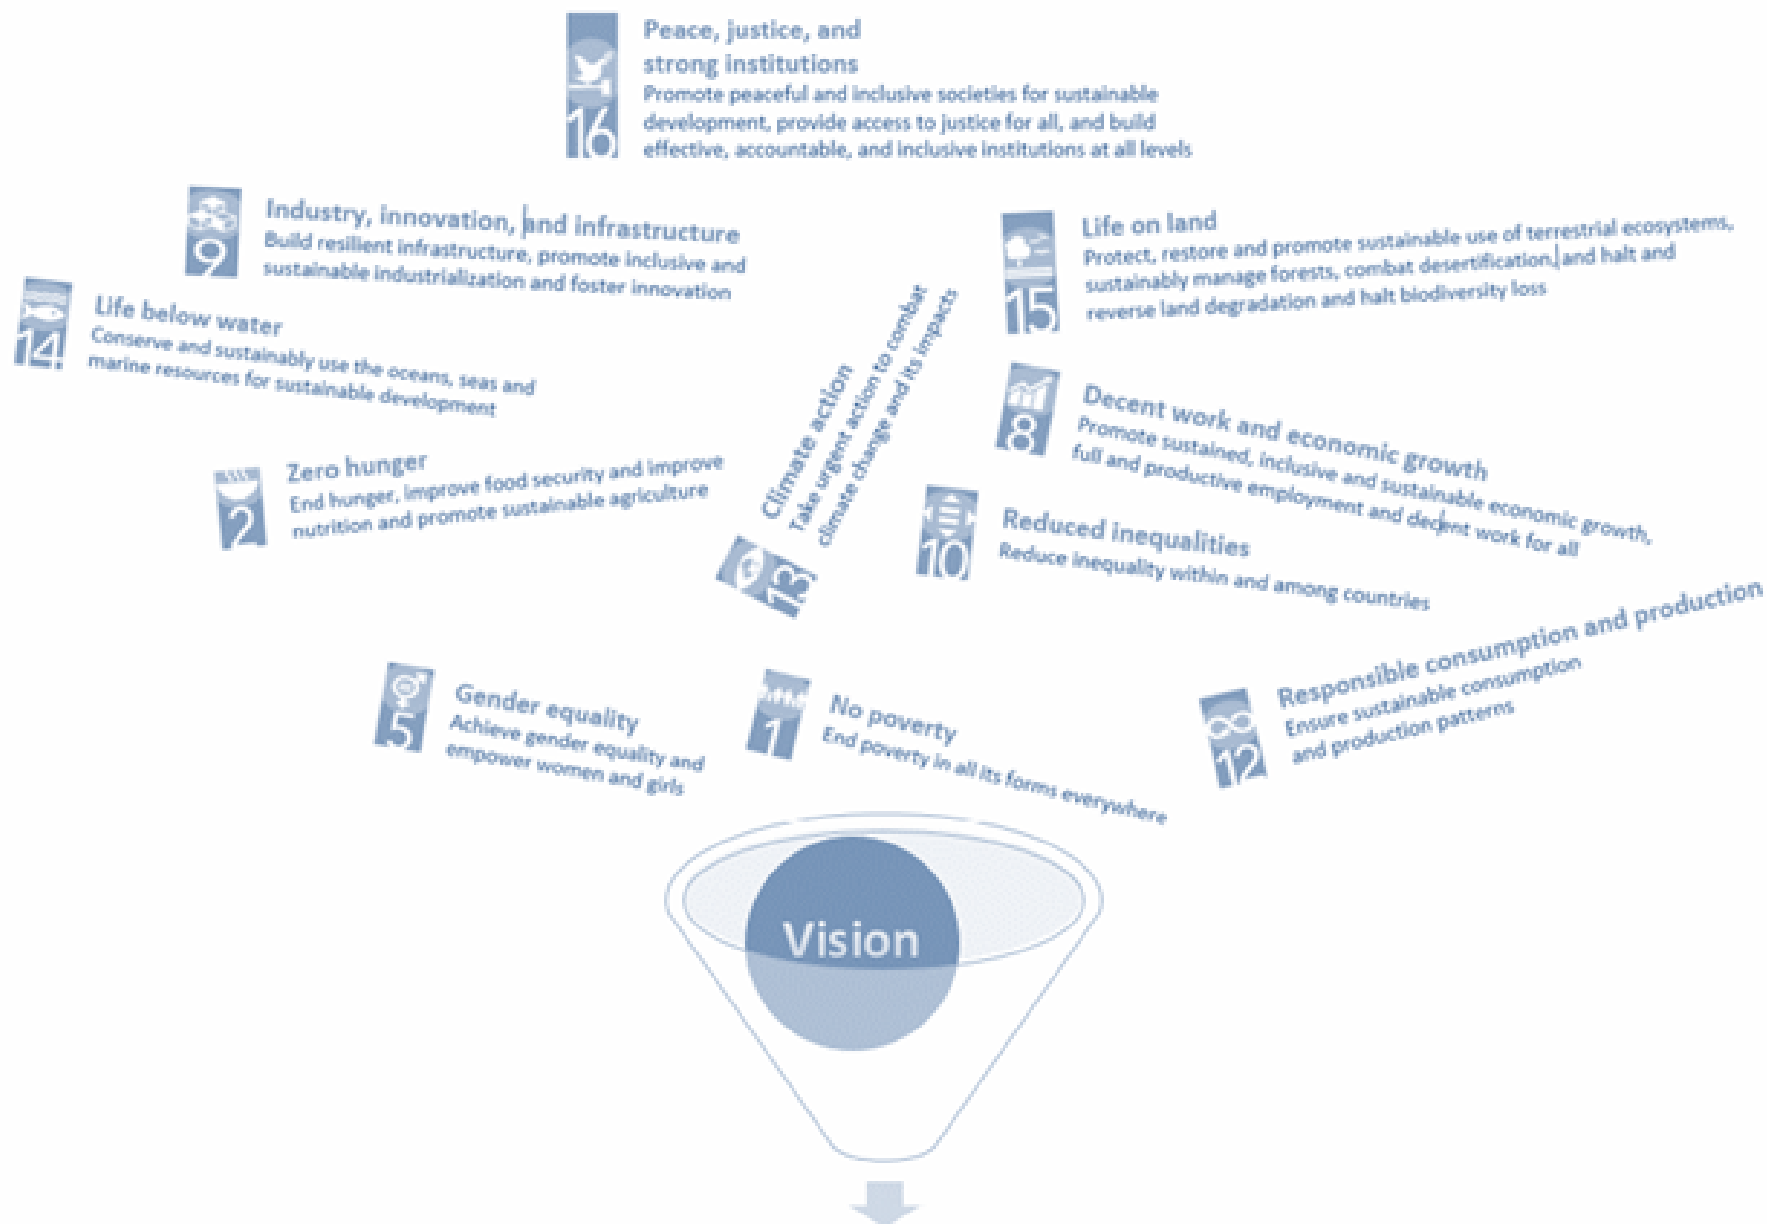 16
Peace, justice, and
strong institutions
Promote peaceful and inclusive societies for sustainable
development, provide access to justice for all, and build
effective, accountable, and inclusive institutions at all levels
9
Industry, innovation, and infrastructure
Build resilient infrastructure, promote inclusive and
sustainable industrialization and foster innovation
15
Life on land
Protect, restore and promote sustainable use of terrestrial ecosystems,
sustainably manage forests, combat desertification, and halt and
reverse land degradation and halt biodiversity loss
14
Life below water
Conserve and sustainably use the oceans, seas and
marine resources for sustainable development
13
Climate action
Take urgent action to combat
climate change and its impacts
8
Decent work and economic growth
Promote sustained, inclusive and sustainable economic growth,
full and productive employment and decent work for all
2
Zero hunger
End hunger, improve food security and improve
nutrition and promote sustainable agriculture
10
Reduced inequalities
Reduce inequality within and among countries
5
Gender equality
Achieve gender equality and
empower women and girls
1
No poverty
End poverty in all its forms everywhere
12
Responsible consumption and production
Ensure sustainable consumption
and production patterns
Vision